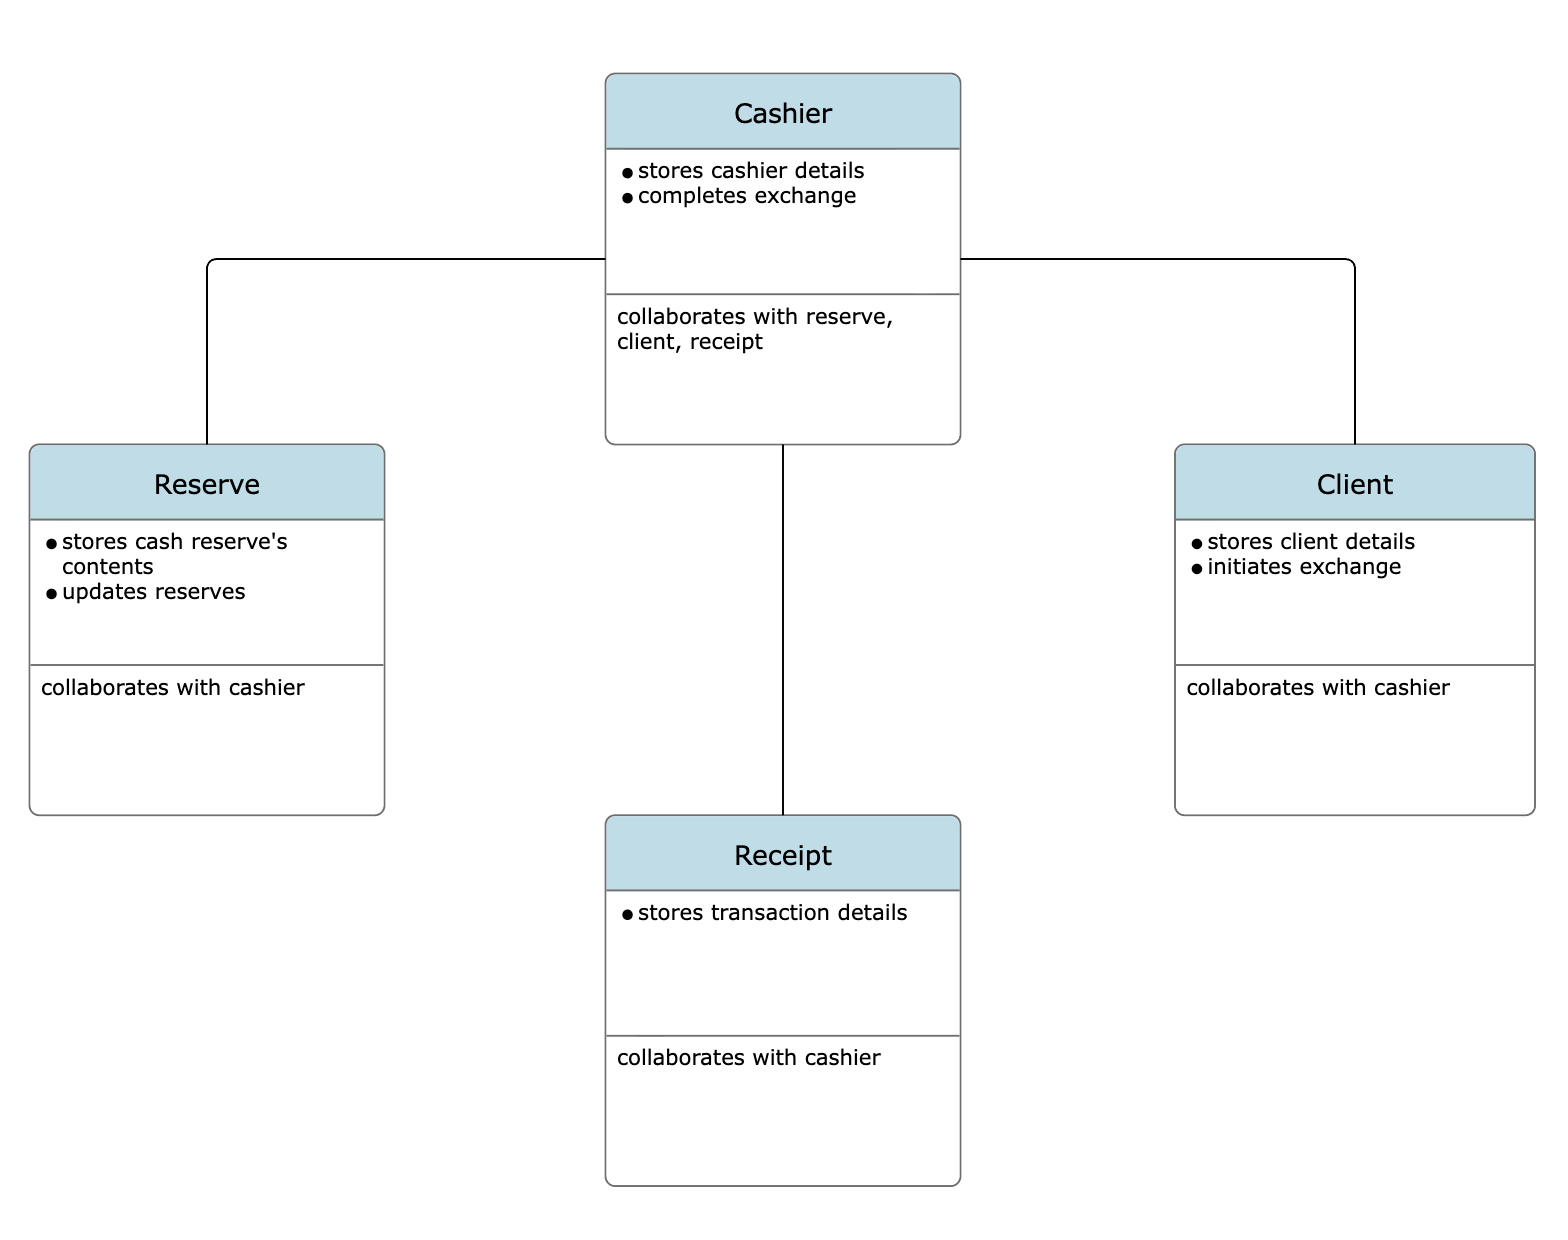 Cashier
• stores cashier details
• completes exchange
collaborates with reserve,
client, receipt
Reserve
• stores cash reserve's
contents
• updates reserves
collaborates with cashier
Client
• stores client details
• initiates exchange
collaborates with cashier
Receipt
• stores transaction details
collaborates with cashier